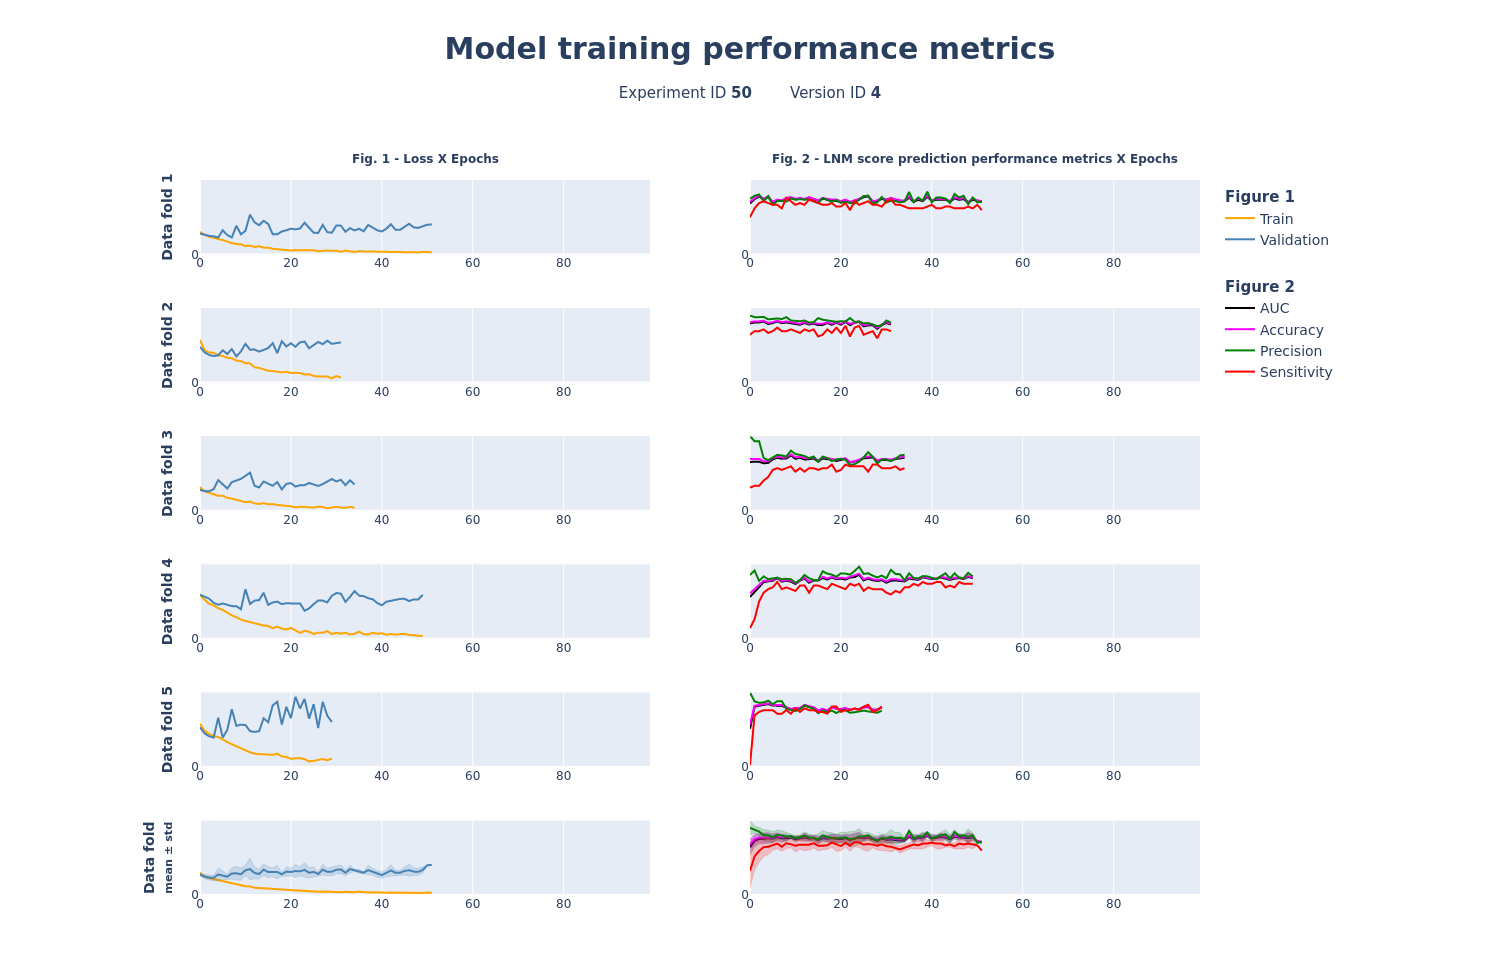 Model training performance metrics
Experiment ID 50 Version ID 4
Fig. 1 - Loss X Epochs
Fig. 2 - LNM score prediction performance metrics X Epochs
Data fold 1
0
0 20 40 60 80
0
0 20 40 60 80
Figure 1
Train
Validation
Figure 2
AUC
Accuracy
Precision
Sensitivity
Data fold 2
0
0 20 40 60 80
0
0 20 40 60 80
Data fold 3
0
0 20 40 60 80
0
0 20 40 60 80
Data fold 4
0
0 20 40 60 80
0
0 20 40 60 80
Data fold 5
0
0 20 40 60 80
0
0 20 40 60 80
Data fold
mean ± std
0
0 20 40 60 80
0
0 20 40 60 80